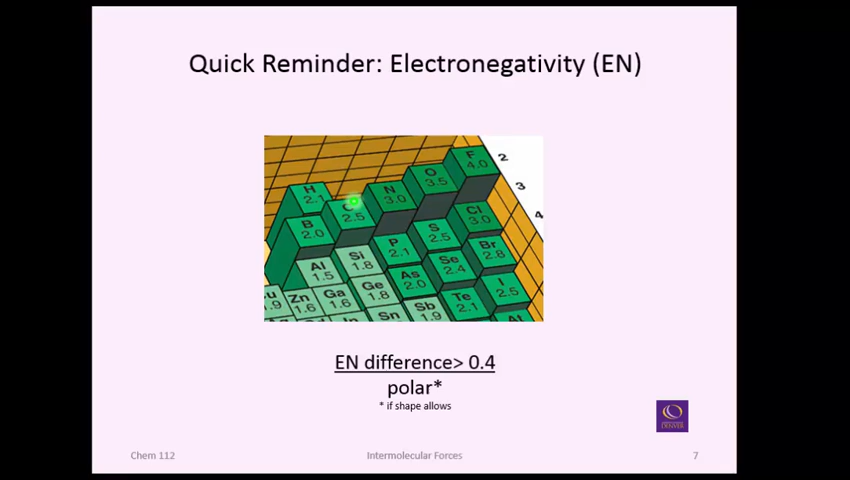 Quick Reminder: Electronegativity (EN)
H
2.1
2.5
N
3.0
O
3.5
F
4.0
2
3
4
B
2.0
Al
1.5
Si
1.8
P
2.1
S
2.5
Cl
3.0
Zn
1.6
Ga
1.6
Ge
1.8
As
2.0
Se
2.4
Br
2.8
Sn
Sb
1.9
Te
2.1
I
2.5
At
EN difference> 0.4
polar*
* if shape allows
DENVER
Chem 112
Intermolecular Forces
7